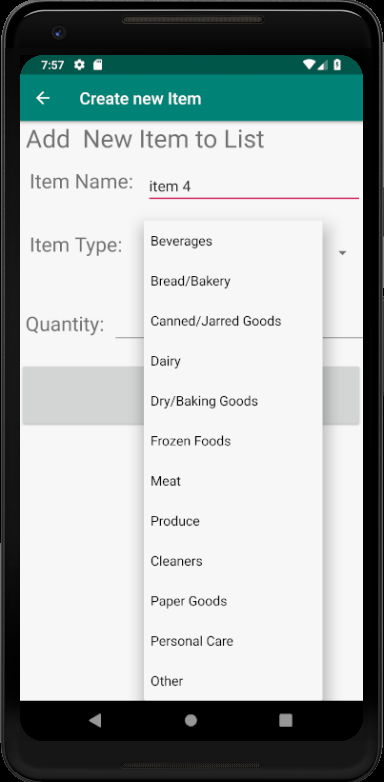 7:57
Create new Item
Add  New Item to List
Item Name: item 4
Item Type:
Beverages
Bread/Bakery
Canned/Jarred Goods
Quantity:
Dairy
Dry/Baking Goods
Frozen Foods
Meat
Produce
Cleaners
Paper Goods
Personal Care
Other